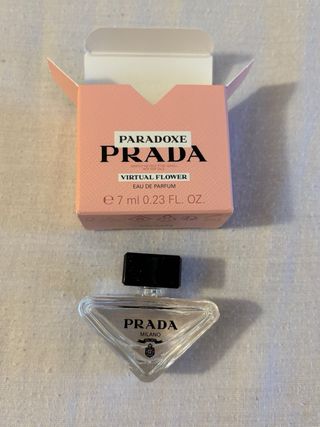 PARADOXE
PRADA
VIRTUAL FLOWER
EAU DE PARFUM
℮ 7 ml 0.23 FL. OZ.
PRADA
MILANO